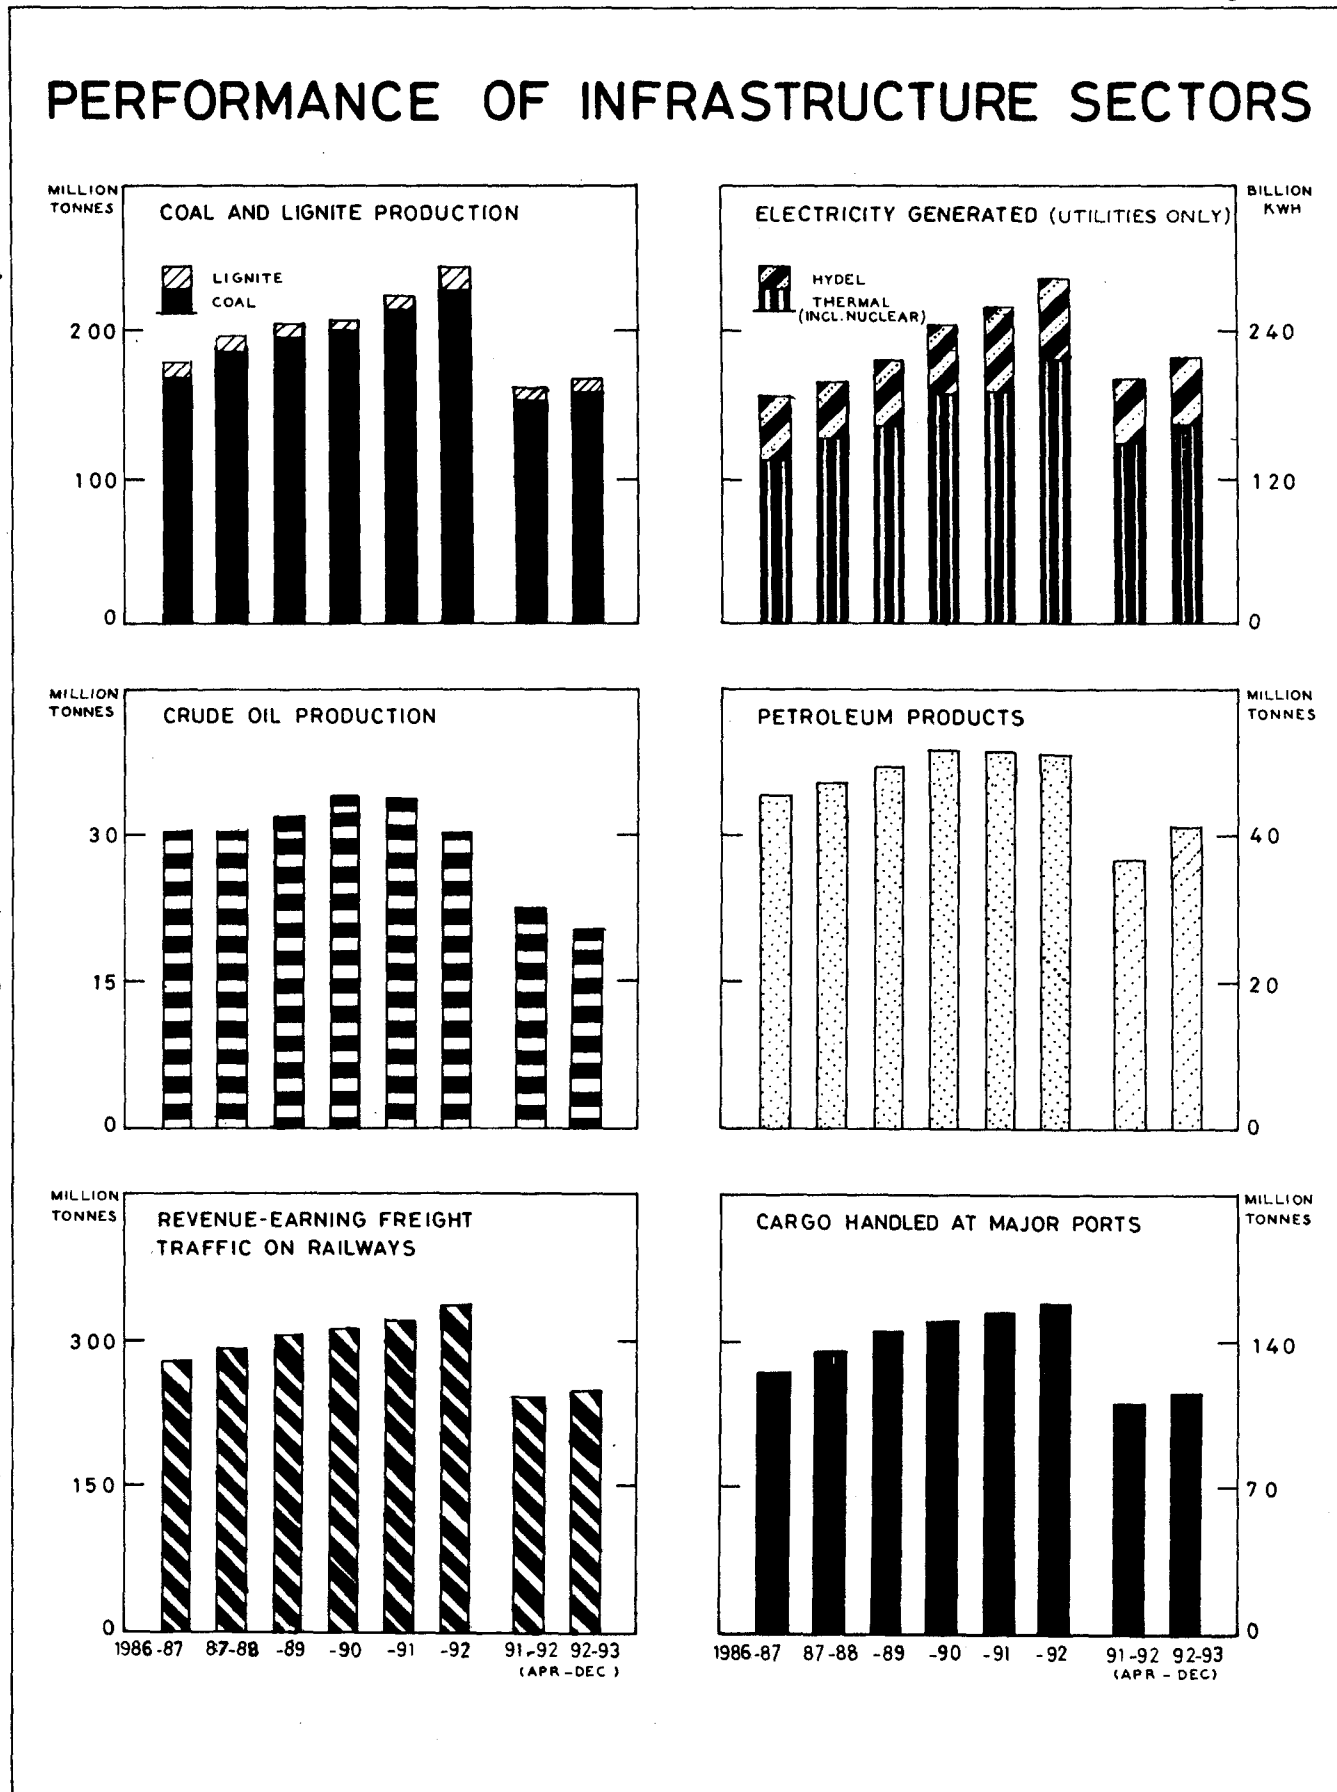 PERFORMANCE OF INFRASTRUCTURE SECTORS
MILLION
TONNES
COAL AND LIGNITE PRODUCTION
LIGNITE
COAL
200
100
0
ELECTRICITY GENERATED (UTILITIES ONLY)
BILLION
KWH
HYDEL
THERMAL
(INCL. NUCLEAR)
240
120
0
MILLION
TONNES
CRUDE OIL PRODUCTION
30
15
0
PETROLEUM PRODUCTS
MILLION
TONNES
40
20
0
MILLION
TONNES
REVENUE-EARNING FREIGHT
TRAFFIC ON RAILWAYS
300
150
0
1986-87 87-88 -89 -90 -91 -92 91-92 92-93
(APR-DEC)
CARGO HANDLED AT MAJOR PORTS
MILLION
TONNES
140
70
0
1986-87 87-88 -89 -90 -91 -92 91-92 92-93
(APR - DEC)